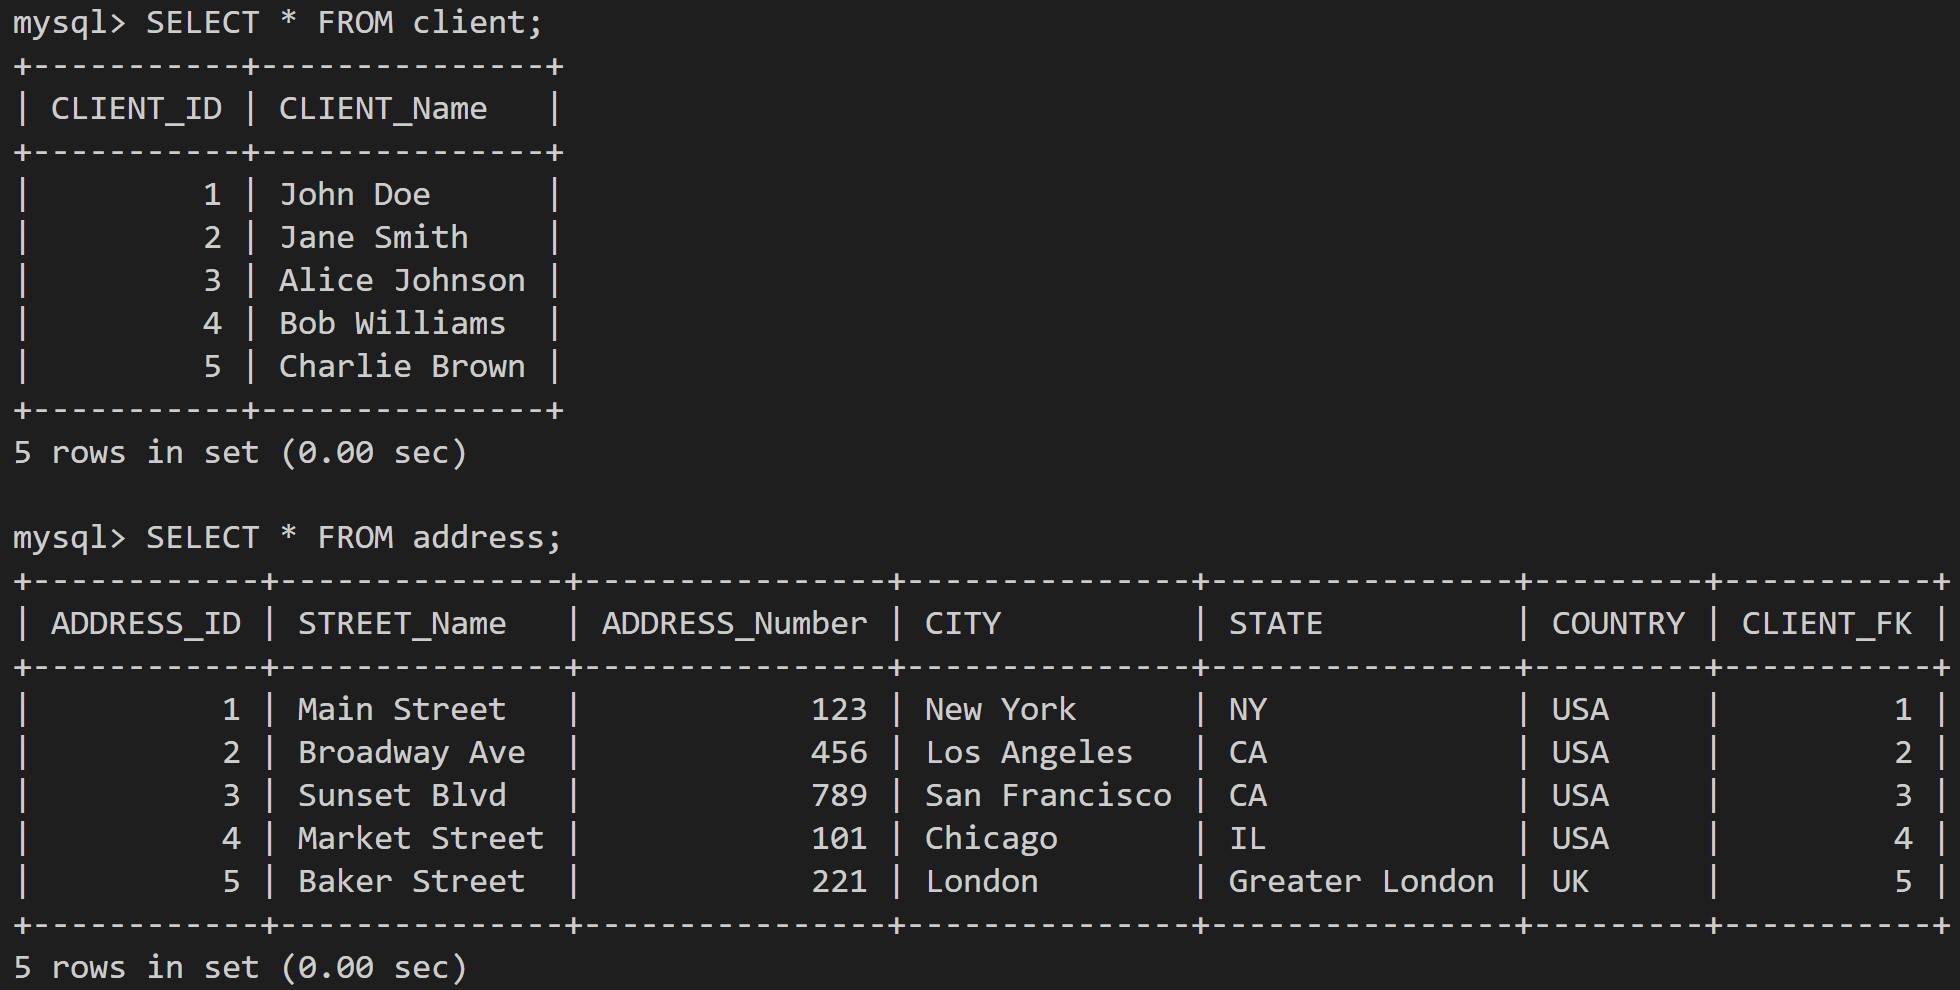 mysql> SELECT * FROM client;
+-----------+---------------+
| CLIENT_ID | CLIENT_Name   |
+-----------+---------------+
|         1 | John Doe      |
|         2 | Jane Smith    |
|         3 | Alice Johnson |
|         4 | Bob Williams  |
|         5 | Charlie Brown |
+-----------+---------------+
5 rows in set (0.00 sec)

mysql> SELECT * FROM address;
+------------+---------------+----------------+---------------+----------------+---------+-----------+
| ADDRESS_ID | STREET_Name   | ADDRESS_Number | CITY          | STATE          | COUNTRY | CLIENT_FK |
+------------+---------------+----------------+---------------+----------------+---------+-----------+
|          1 | Main Street   |            123 | New York      | NY             | USA     |         1 |
|          2 | Broadway Ave  |            456 | Los Angeles   | CA             | USA     |         2 |
|          3 | Sunset Blvd   |            789 | San Francisco | CA             | USA     |         3 |
|          4 | Market Street |            101 | Chicago       | IL             | USA     |         4 |
|          5 | Baker Street  |            221 | London        | Greater London | UK      |         5 |
+------------+---------------+----------------+---------------+----------------+---------+-----------+
5 rows in set (0.00 sec)